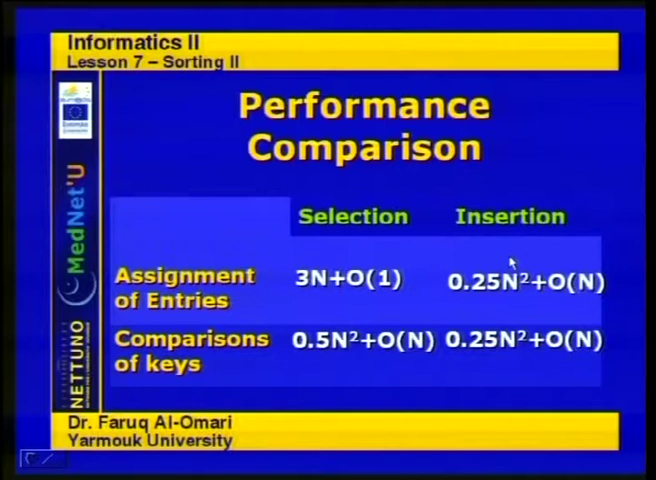 Informatics II
Lesson 7 – Sorting II
Performance
Comparison
Selection Insertion
Assignment of Entries 3N+O(1) 0.25N²+O(N)
Comparisons of keys 0.5N²+O(N) 0.25N²+O(N)
MedNet'U
NETTUNO
Dr. Faruq Al-Omari
Yarmouk University